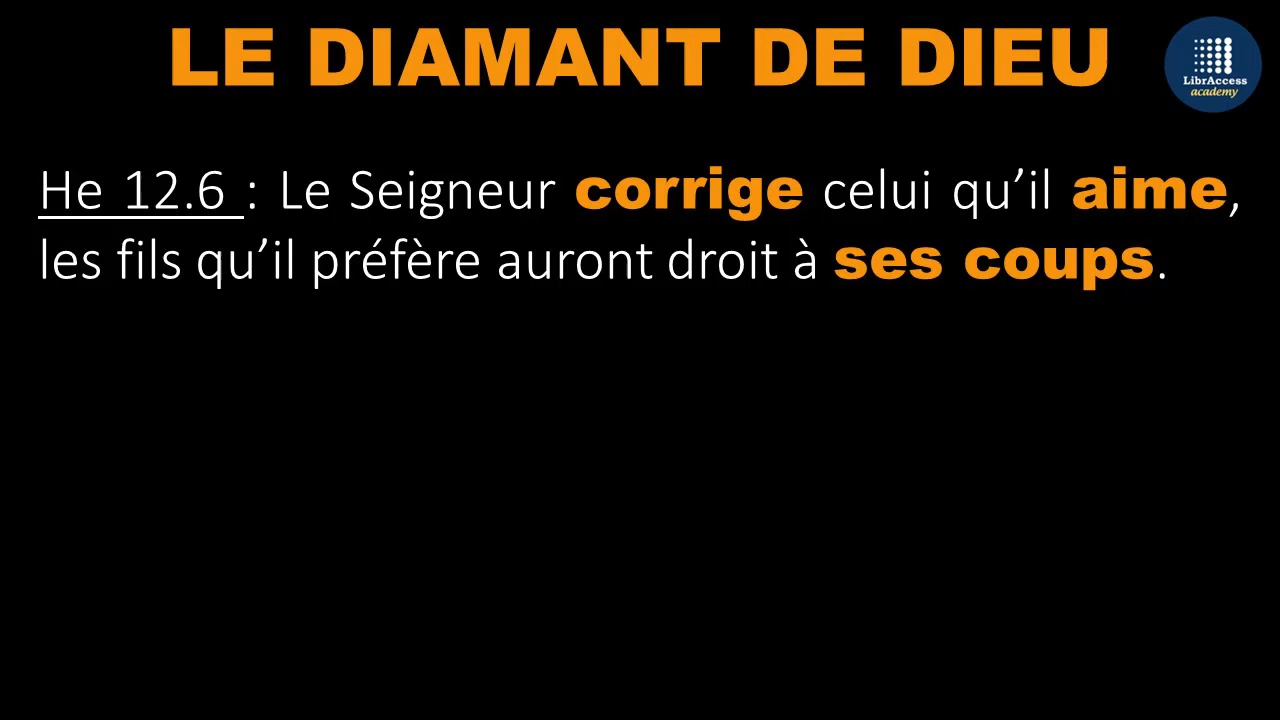 LE DIAMANT DE DIEU
LibrAccess
academy
He 12.6 : Le Seigneur corrige celui qu’il aime,
les fils qu’il préfère auront droit à ses coups.